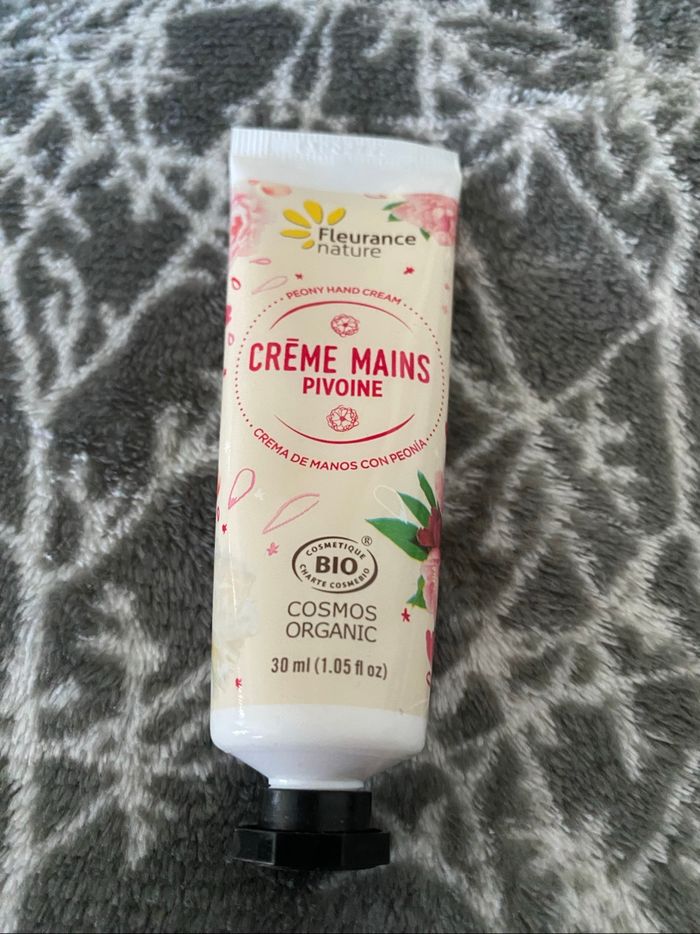 Fleurance
nature
PEONY HAND CREAM
CRĒME MAINS
PIVOINE
CREMA DE MANOS CON PEONÍA
COSMETIQUE
BIO
®
CHARTE COSMEBIO
COSMOS
ORGANIC
30 ml (1.05 fl oz)